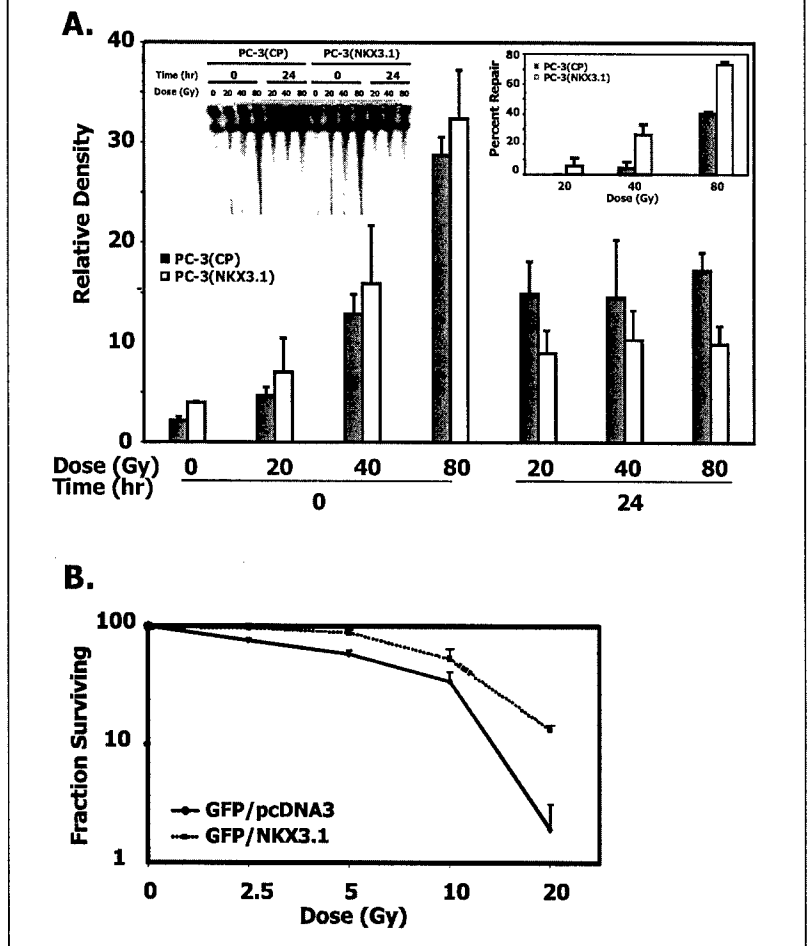 A.
40
30
20
10
0
Relative Density
PC-3(CP) PC-3(NKX3.1)
Time (hr) 0 24 0 24
Dose (Gy) 0 20 40 80 20 40 80 0 20 40 80 20 40 80
PC-3(CP)
PC-3(NKX3.1)
80
60
40
20
0
Percent Repair
PC-3(CP)
PC-3(NKX3.1)
20 40 80
Dose (Gy)
Dose (Gy) 0 20 40 80 20 40 80
Time (hr) 0 24
B.
100
10
1
Fraction Surviving
GFP/pcDNA3
GFP/NKX3.1
0 2.5 5 10 20
Dose (Gy)